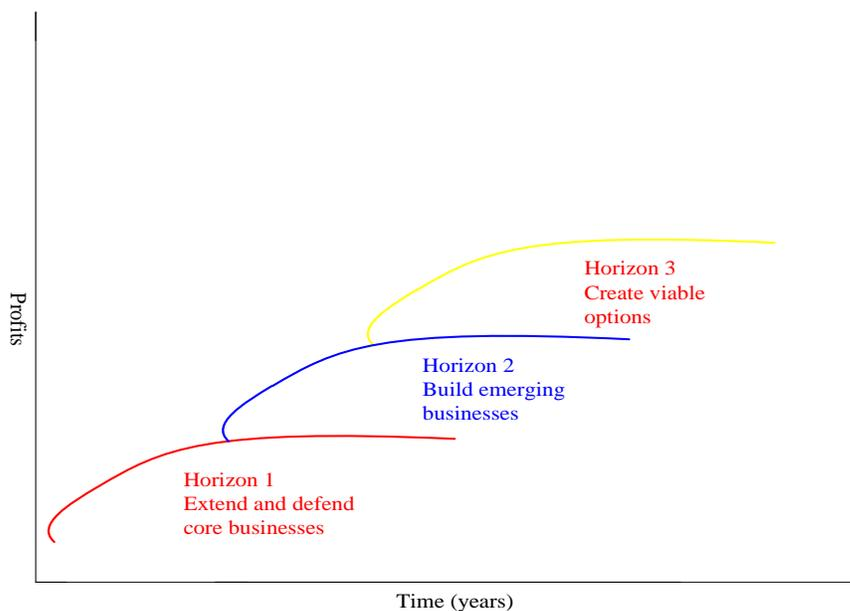 Profits
Horizon 3
Create viable
options
Horizon 2
Build emerging
businesses
Horizon 1
Extend and defend
core businesses
Time (years)